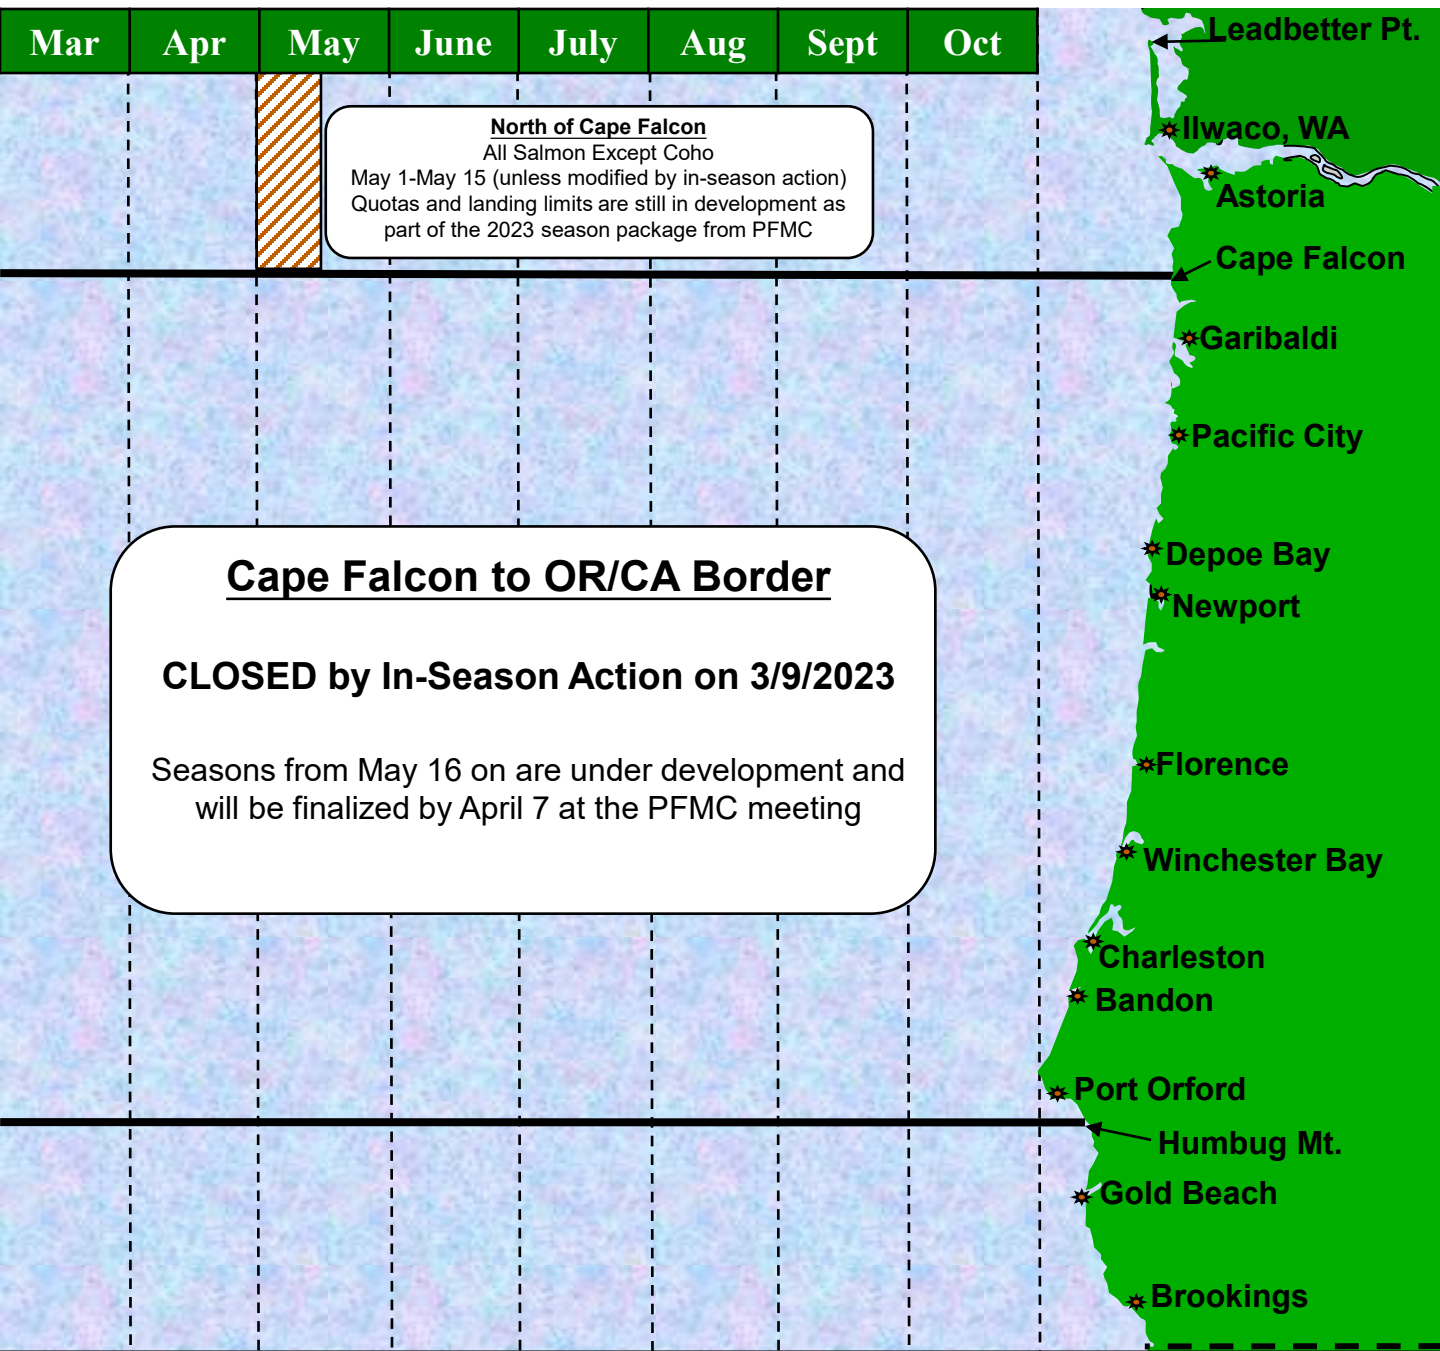 Mar Apr May June July Aug Sept Oct
Leadbetter Pt.
North of Cape Falcon
All Salmon Except Coho
May 1-May 15 (unless modified by in-season action)
Quotas and landing limits are still in development as
part of the 2023 season package from PFMC
Ilwaco, WA
Astoria
Cape Falcon
Garibaldi
Pacific City
Depoe Bay
Newport
Cape Falcon to OR/CA Border
CLOSED by In-Season Action on 3/9/2023
Seasons from May 16 on are under development and
will be finalized by April 7 at the PFMC meeting
Florence
Winchester Bay
Charleston
Bandon
Port Orford
Humbug Mt.
Gold Beach
Brookings